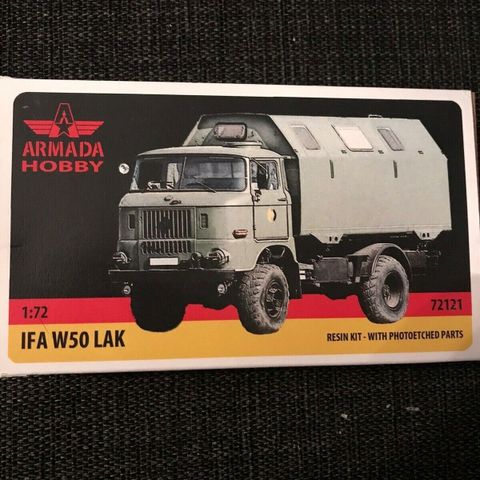 ARMADA
HOBBY
1:72
72121
IFA W50 LAK
RESIN KIT - WITH PHOTOETCHED PARTS